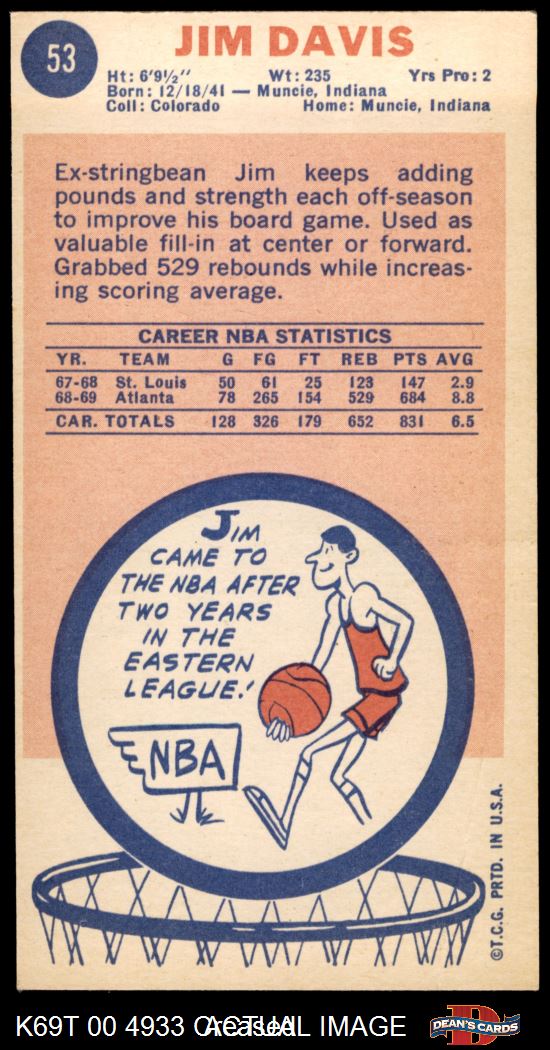 53
JIM DAVIS
Ht: 6'9½" Wt: 235 Yrs Pro: 2
Born: 12/18/41 — Muncie, Indiana
Coll: Colorado Home: Muncie, Indiana
Ex-stringbean Jim keeps adding
pounds and strength each off-season
to improve his board game. Used as
valuable fill-in at center or forward.
Grabbed 529 rebounds while increas-
ing scoring average.
CAREER NBA STATISTICS
YR. TEAM G FG FT REB PTS AVG
67-68 St. Louis 50 61 25 123 147 2.9
68-69 Atlanta 78 265 154 529 684 8.8
CAR. TOTALS 128 326 179 652 831 6.5
JIM
CAME TO
THE NBA AFTER
TWO YEARS
IN THE
EASTERN
LEAGUE.'
NBA
©T.C.G. PRTD. IN U.S.A.
K69T 00 4933 Creased ACTUAL IMAGE
D
DEAN'S CARDS